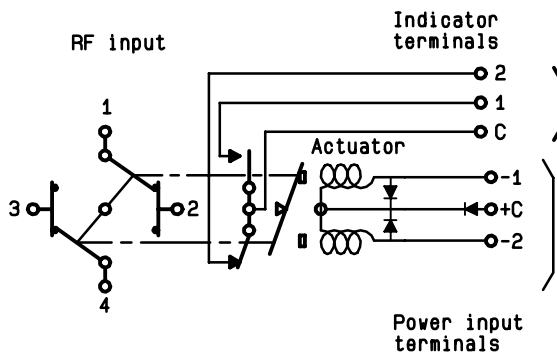 Indicator
terminals
RF input
2
1
C
1
Actuator
-1
3
2
+C
-2
4
Power input
terminals